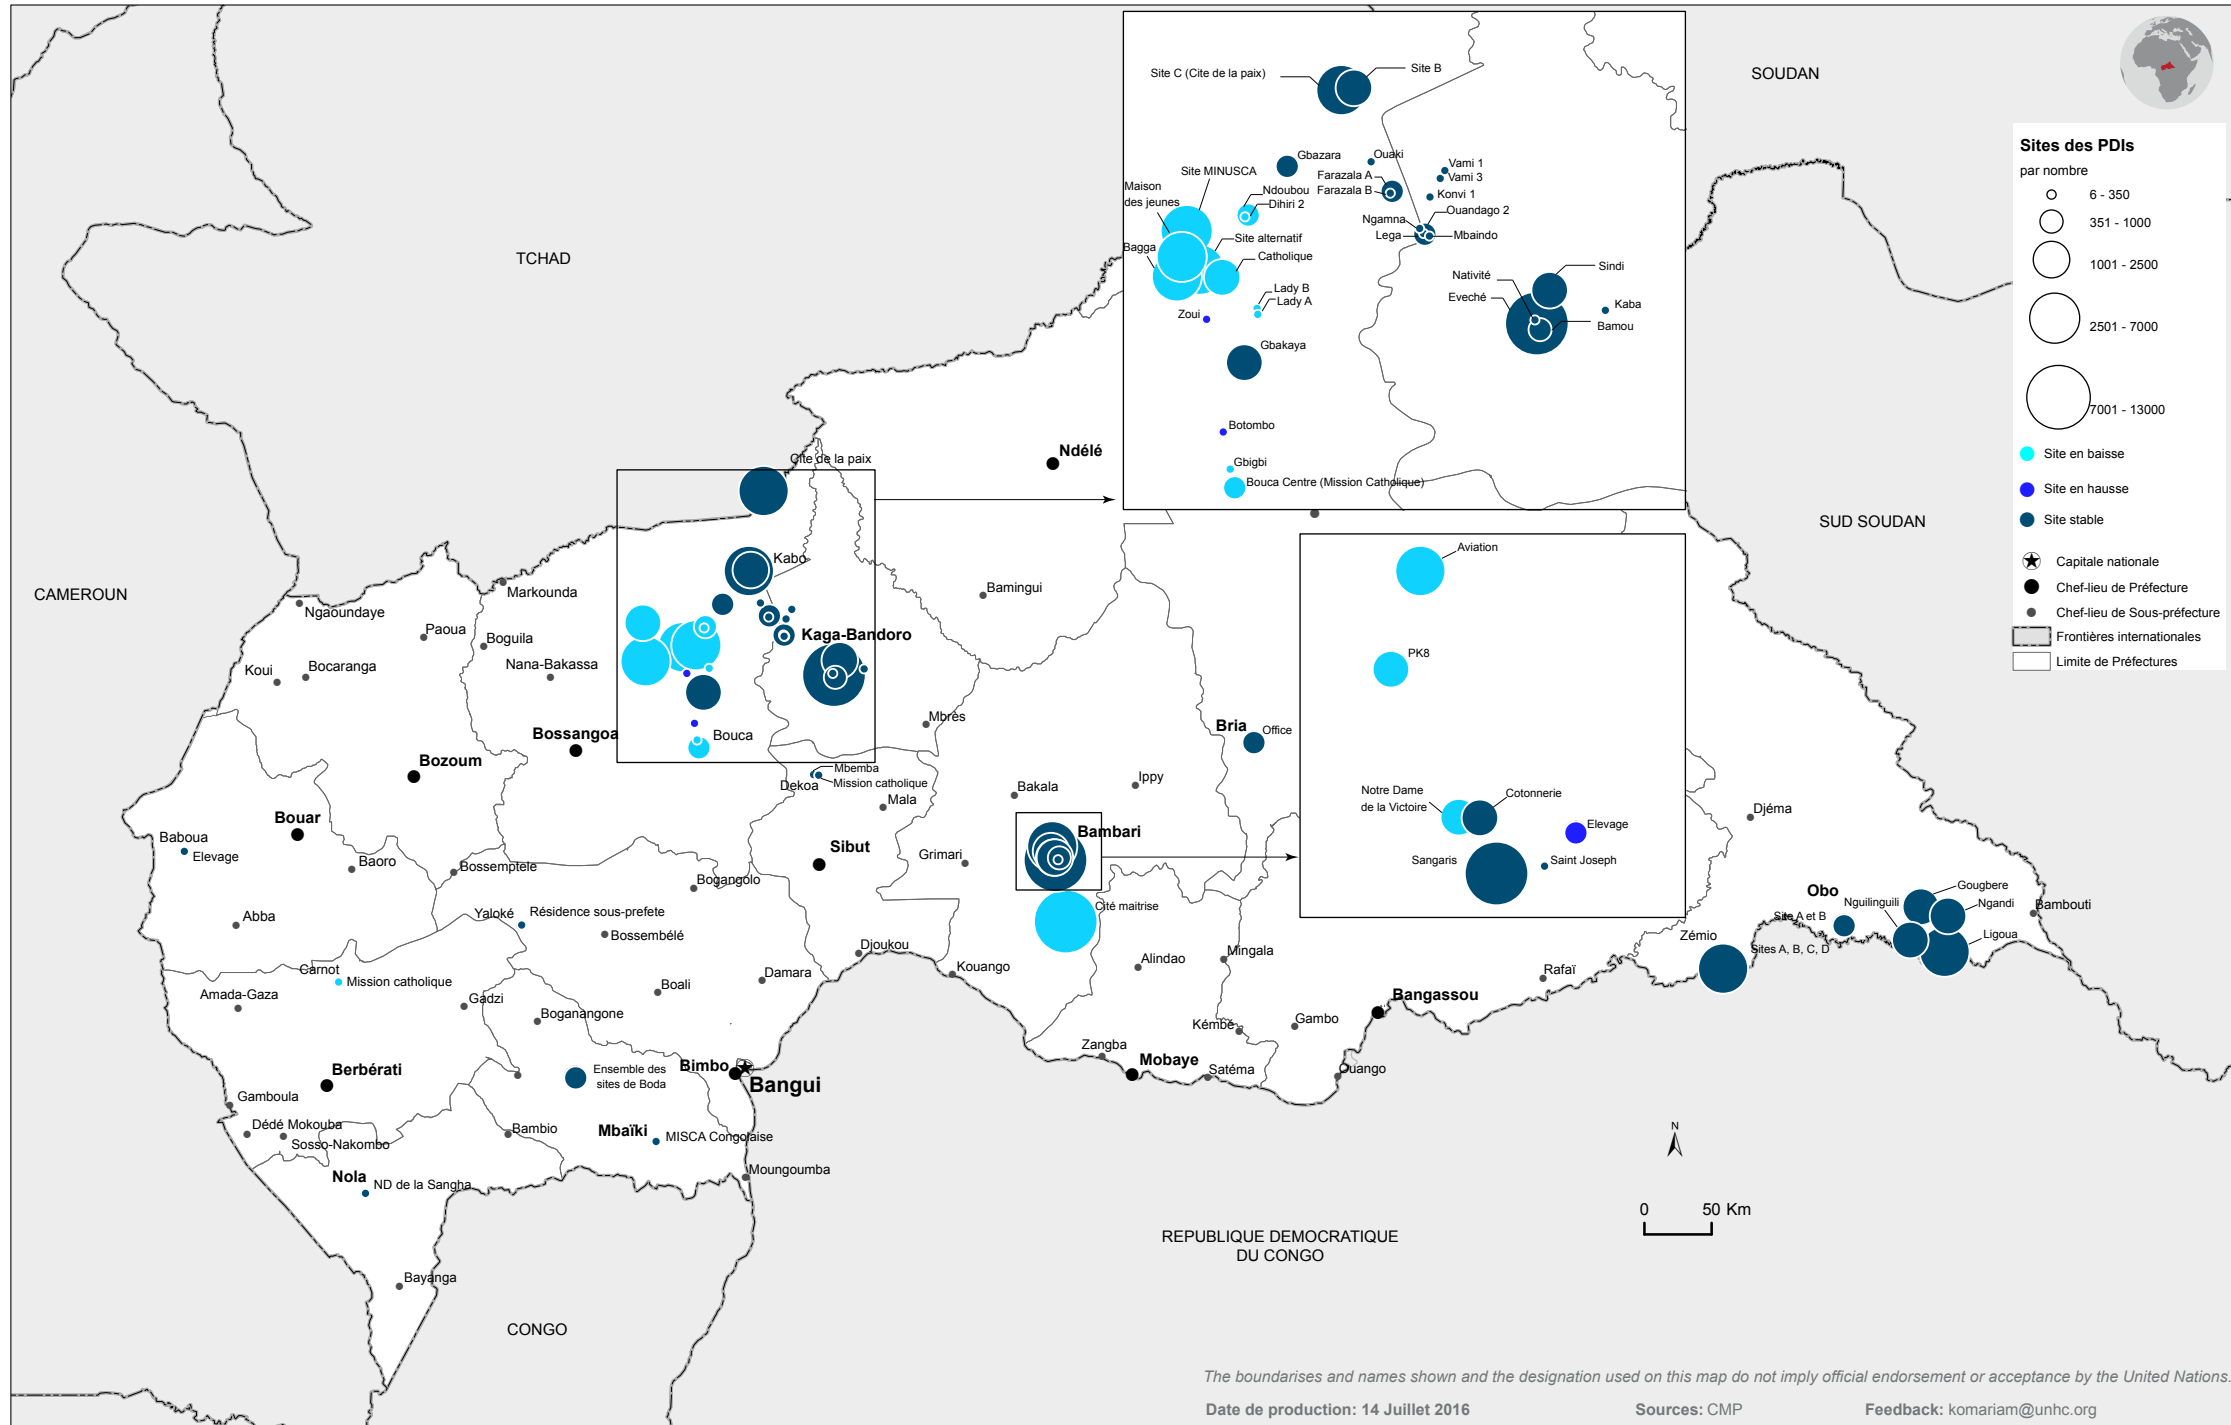 SOUDAN
TCHAD
CAMEROUN
SUD SOUDAN
REPUBLIQUE DEMOCRATIQUE
DU CONGO
CONGO
Site C (Cite de la paix)
Site B
Gbazara
Ouaki
Vami 1
Vami 3
Site MINUSCA
Farazala A
Farazala B
Konvi 1
Maison
des jeunes
Ndoubou
Dihiri 2
Ouandago 2
Ngamna
Lega
Mbaindo
Bagga
Site alternatif
Catholique
Sindi
Nativité
Eveché
Kaba
Bamou
Lady B
Lady A
Zoui
Gbakaya
Botombo
Gbigbi
Bouca Centre (Mission Catholique)
Aviation
PK8
Notre Dame
de la Victoire
Cotonnerie
Elevage
Sangaris
Saint Joseph
Sites des PDIs
par nombre
6 - 350
351 - 1000
1001 - 2500
2501 - 7000
7001 - 13000
Site en baisse
Site en hausse
Site stable
Capitale nationale
Chef-lieu de Préfecture
Chef-lieu de Sous-préfecture
Frontières internationales
Limite de Préfectures
Cite de la paix
Ndélé
Kabo
Markounda
Ngaoundaye
Bamingui
Paoua
Boguila
Kaga-Bandoro
Koui
Bocaranga
Nana-Bakassa
Mbrès
Bria
Office
Bossangoa
Bouca
Bozoum
Mbemba
Dekoa
Mission catholique
Bakala
Ippy
Mala
Djéma
Bouar
Bambari
Baboua
Elevage
Sibut
Grimari
Baoro
Bossemptele
Bogangolo
Obo
Gougbere
Nguilinguili
Ngandi
Bambouti
Site A et B
Abba
Yaloké
Résidence sous-prefete
Cité maitrise
Bossembélé
Zémio
Sites A, B, C, D
Ligoua
Djoukou
Mingala
Alindao
Kouango
Rafaï
Carnot
Mission catholique
Boali
Damara
Amada-Gaza
Gadzi
Bangassou
Boganangone
Kémbé
Gambo
Zangba
Mobaye
Satéma
Ouango
Berbérati
Ensemble des
sites de Boda
Bimbo
Bangui
Gamboula
Dédé Mokouba
Sosso-Nakombo
Bambio
Mbaïki
MISCA Congolaise
Nola
ND de la Sangha
Moungoumba
Bayanga
N
0 50 Km
The boundarises and names shown and the designation used on this map do not imply official endorsement or acceptance by the United Nations.
Date de production: 14 Juillet 2016 Sources: CMP Feedback: komariam@unhc.org